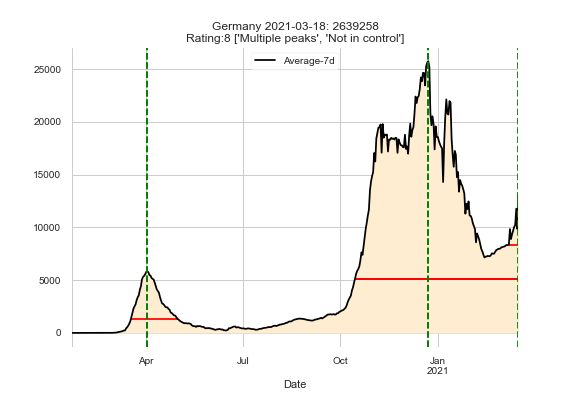 Germany 2021-03-18: 2639258
Rating:8 ['Multiple peaks', 'Not in control']
Average-7d
25000
20000
15000
10000
5000
0
Apr
Jul
Oct
Jan
2021
Date